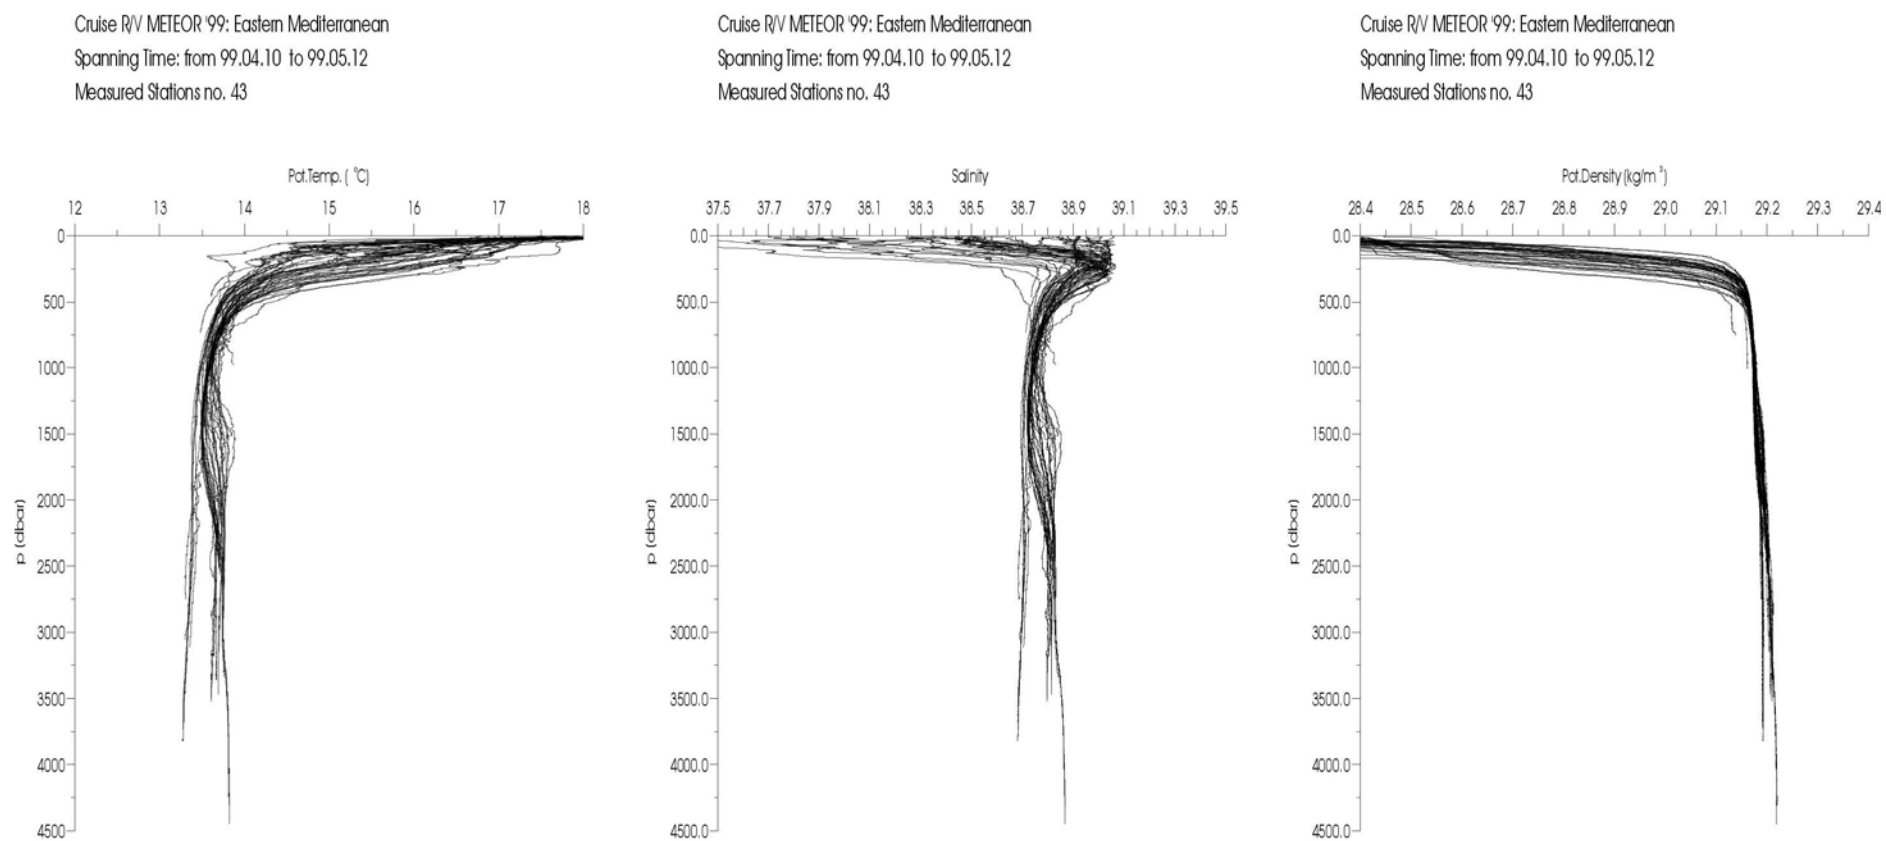 Cruise R/V METEOR '99: Eastern Mediterranean
Spanning Time: from 99.04.10 to 99.05.12
Measured Stations no. 43
Pot.Temp. ( °C)
12 13 14 15 16 17 18
0
500
1000
1500
2000
2500
3000
3500
4000
4500
p (dbar)
Cruise R/V METEOR '99: Eastern Mediterranean
Spanning Time: from 99.04.10 to 99.05.12
Measured Stations no. 43
Salinity
37.5 37.7 37.9 38.1 38.3 38.5 38.7 38.9 39.1 39.3 39.5
0.0
500.0
1000.0
1500.0
2000.0
2500.0
3000.0
3500.0
4000.0
4500.0
p (dbar)
Cruise R/V METEOR '99: Eastern Mediterranean
Spanning Time: from 99.04.10 to 99.05.12
Measured Stations no. 43
Pot.Density (kg/m ³)
28.4 28.5 28.6 28.7 28.8 28.9 29.0 29.1 29.2 29.3 29.4
0.0
500.0
1000.0
1500.0
2000.0
2500.0
3000.0
3500.0
4000.0
4500.0
p (dbar)